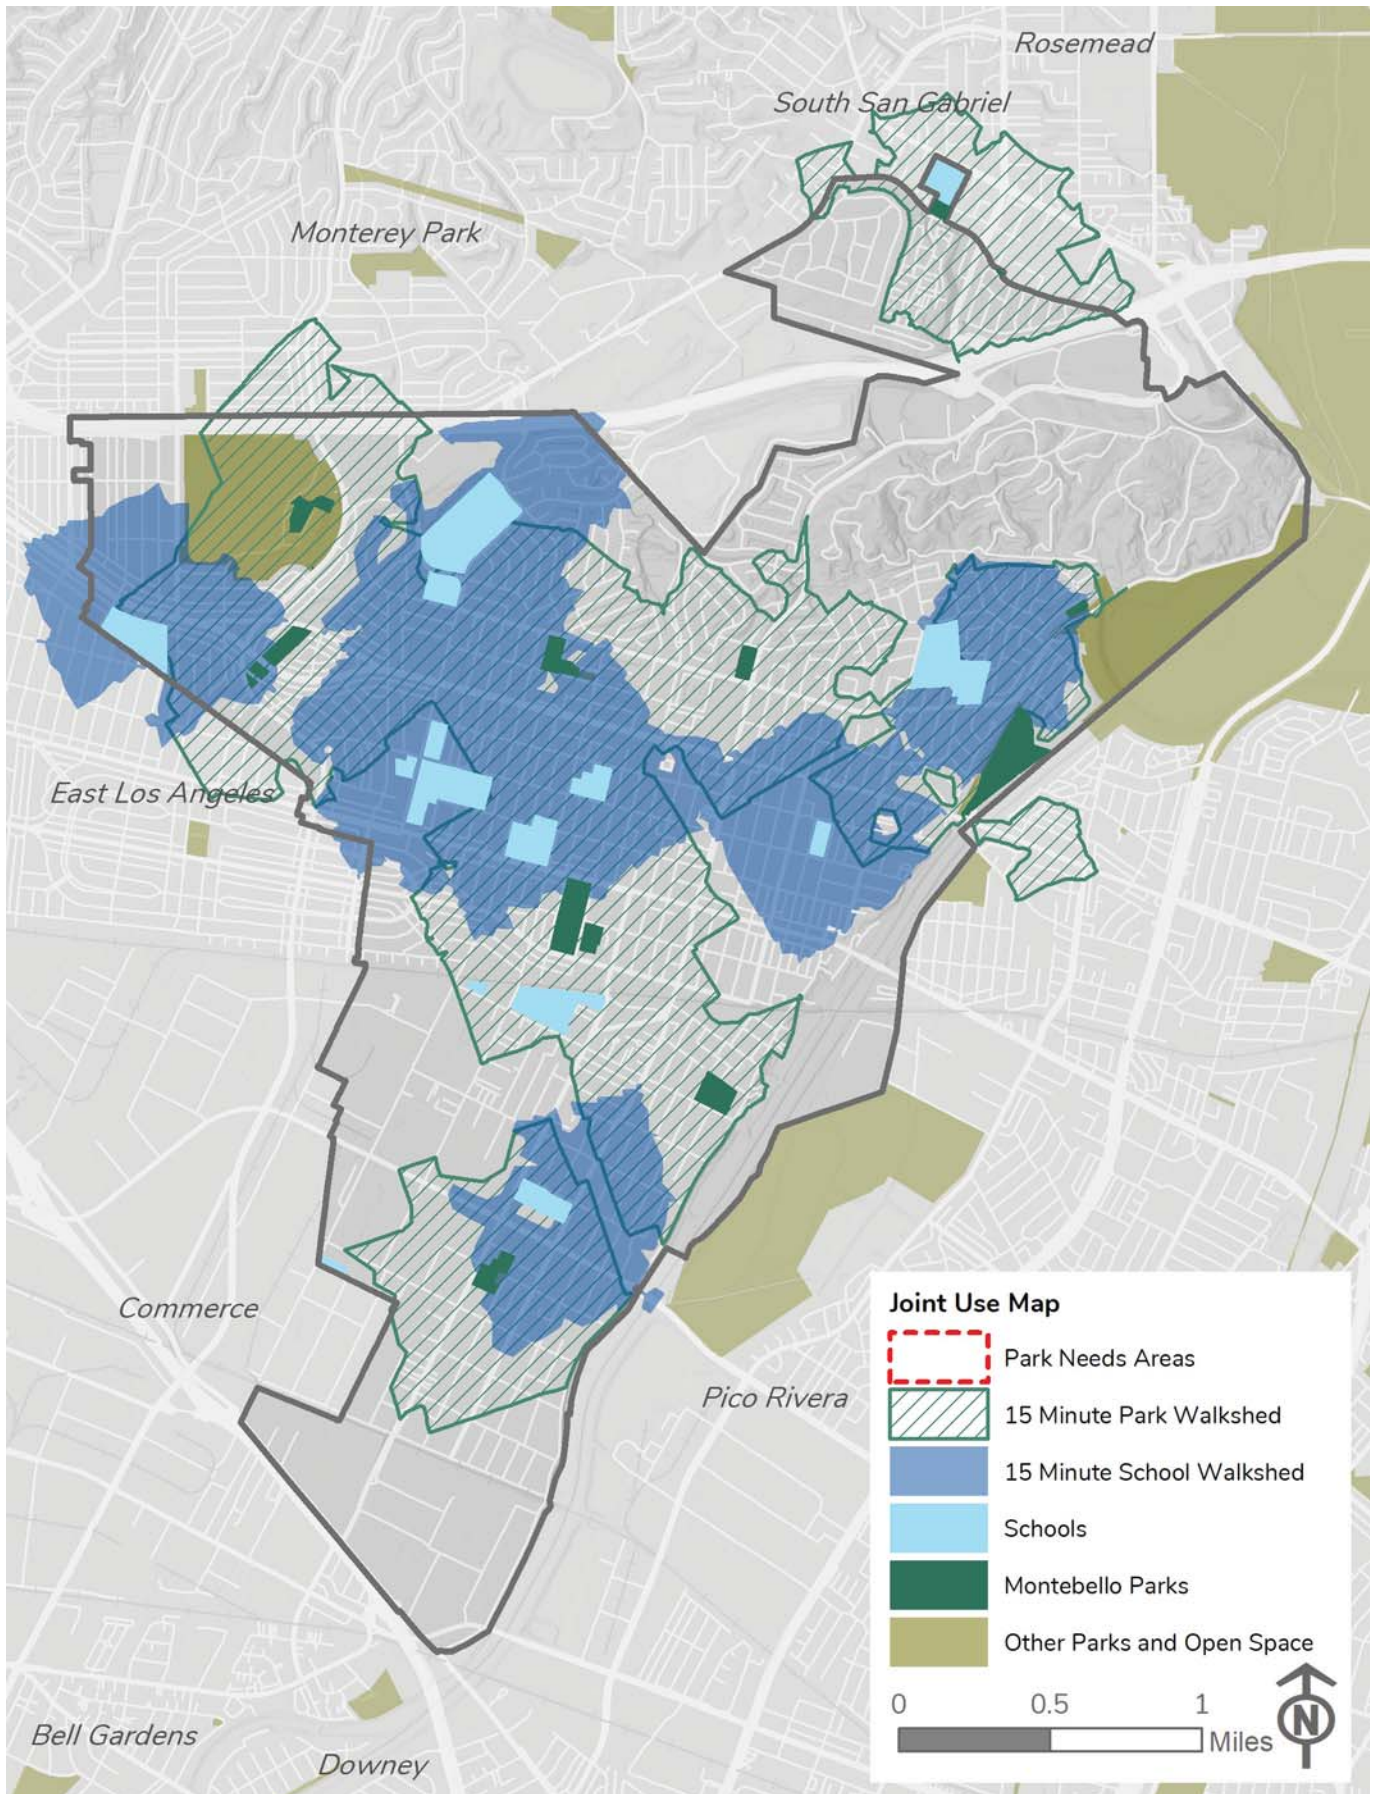 Rosemead
South San Gabriel
Monterey Park
East Los Angeles
Commerce
Pico Rivera
Bell Gardens
Downey
Joint Use Map
Park Needs Areas
15 Minute Park Walkshed
15 Minute School Walkshed
Schools
Montebello Parks
Other Parks and Open Space
0 0.5 1
Miles
N